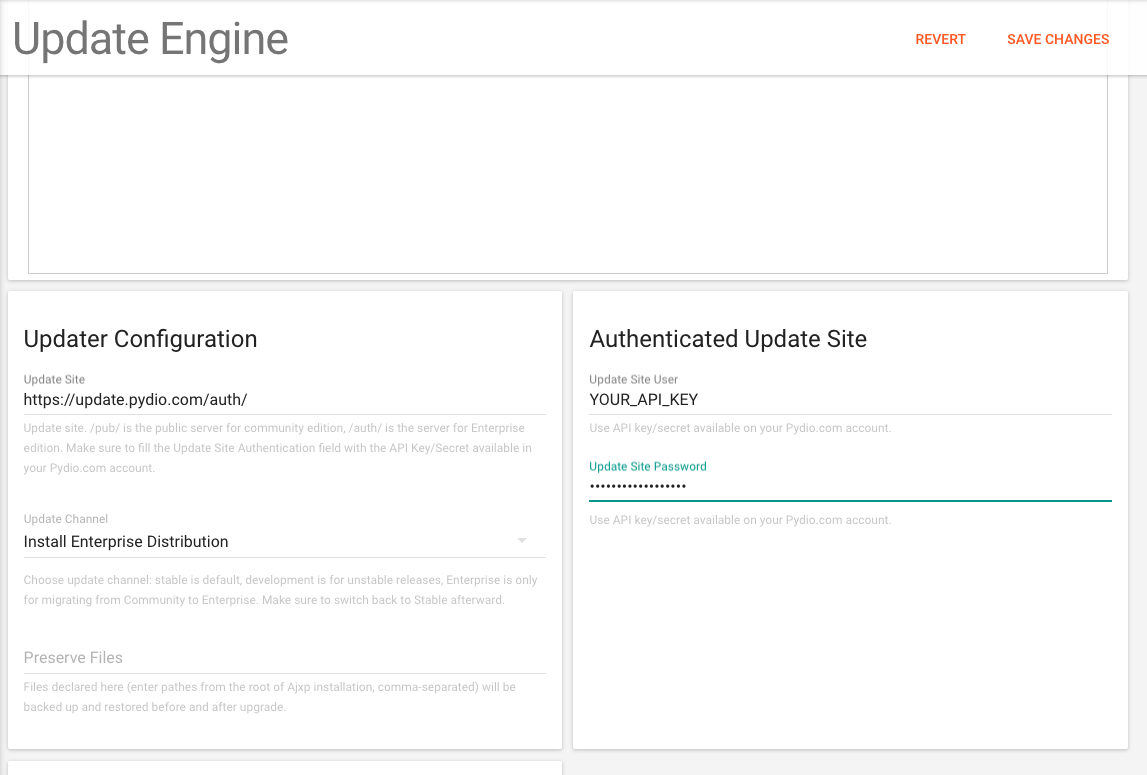 Update Engine
REVERT
SAVE CHANGES
Updater Configuration
Update Site
https://update.pydio.com/auth/
Update site. /pub/ is the public server for community edition, /auth/ is the server for Enterprise
edition. Make sure to fill the Update Site Authentication field with the API Key/Secret available in
your Pydio.com account.
Update Channel
Install Enterprise Distribution
Choose update channel: stable is default, development is for unstable releases, Enterprise is only
for migrating from Community to Enterprise. Make sure to switch back to Stable afterward.
Preserve Files
Files declared here (enter pathes from the root of Ajxp installation, comma-separated) will be
backed up and restored before and after upgrade.
Authenticated Update Site
Update Site User
YOUR_API_KEY
Use API key/secret available on your Pydio.com account.
Update Site Password
••••••••••••••••••
Use API key/secret available on your Pydio.com account.